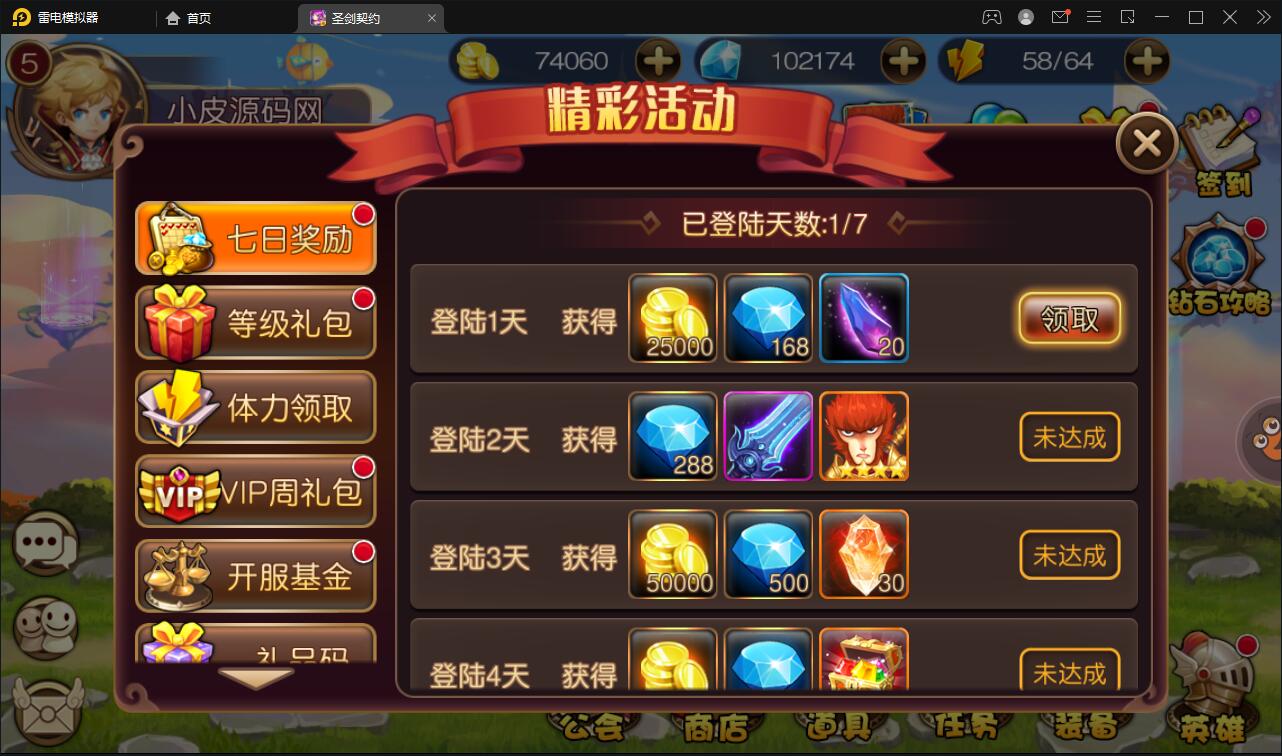 雷电模拟器
首页
圣剑契约
5
74060
102174
58/64
小皮源码网
精彩活动
签到
七日奖励
已登陆天数:1/7
钻石攻略
等级礼包
登陆1天 获得 25000 168 20 领取
体力领取
登陆2天 获得 288 未达成
VIP VIP周礼包
登陆3天 获得 50000 500 30 未达成
开服基金
礼品码
登陆4天 获得 未达成
公会
商店
道具
任务
装备
英雄